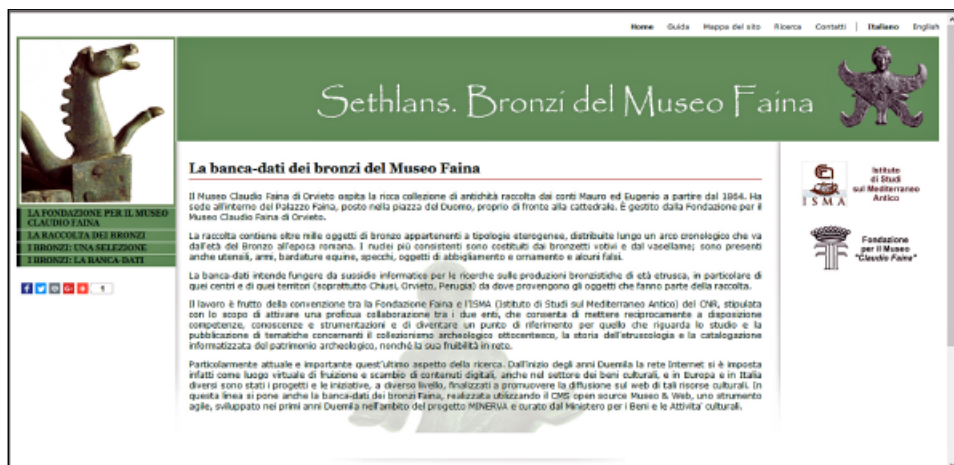 Home Guida Mappa del sito Ricerca Contatti | Italiano English
Sethlans. Bronzi del Museo Faina
LA FONDAZIONE PER IL MUSEO
CLAUDIO FAINA
LA RACCOLTA DEI BRONZI
I BRONZI: UNA SELEZIONE
I BRONZI: LA BANCA-DATI
1
La banca-dati dei bronzi del Museo Faina
Il Museo Claudio Faina di Orvieto ospita la ricca collezione di antichità raccolta dai conti Mauro ed Eugenio a partire dal 1864. Ha
sede all'interno del Palazzo Faina, posto nella piazza del Duomo, proprio di fronte alla cattedrale. È gestito dalla Fondazione per il
Museo Claudio Faina di Orvieto.
La raccolta contiene oltre mille oggetti di bronzo appartenenti a tipologie eterogenee, distribuite lungo un arco cronologico che va
dall'età del Bronzo all'epoca romana. I nuclei più consistenti sono costituiti dai bronzetti votivi e dal vasellame; sono presenti
anche utensili, armi, bardature equine, specchi, oggetti di abbigliamento e ornamento e alcuni falsi.
La banca-dati intende fungere da sussidio informatico per le ricerche sulle produzioni bronzistiche di età etrusca, in particolare di
quei centri e di quei territori (soprattutto Chiusi, Orvieto, Perugia) da dove provengono gli oggetti che fanno parte della raccolta.
Il lavoro è frutto della convenzione tra la Fondazione Faina e l'ISMA (Istituto di Studi sul Mediterraneo Antico) del CNR, stipulata
con lo scopo di attivare una proficua collaborazione tra i due enti, che consenta di mettere reciprocamente a disposizione
competenze, conoscenze e strumentazioni e di diventare un punto di riferimento per quello che riguarda lo studio e la
pubblicazione di tematiche concernenti il collezionismo archeologico ottocentesco, la storia dell'etruscologia e la catalogazione
informatizzata del patrimonio archeologico, nonché la sua fruibilità in rete.
Particolarmente attuale e importante quest'ultimo aspetto della ricerca. Dall'inizio degli anni Duemila la rete Internet si è imposta
infatti come luogo virtuale di fruizione e scambio di contenuti digitali, anche nel settore dei beni culturali, e in Europa e in Italia
diversi sono stati i progetti e le iniziative, a diverso livello, finalizzati a promuovere la diffusione sul web di tali risorse culturali. In
questa linea si pone anche la banca-dati dei bronzi Faina, realizzata utilizzando il CMS open source Museo & Web, uno strumento
agile, sviluppato nei primi anni Duemila nell'ambito del progetto MINERVA e curato dal Ministero per i Beni e le Attivita' culturali.
ISMA
Istituto
di Studi
sul Mediterraneo
Antico
Fondazione
per il Museo
"Claudio Faina"